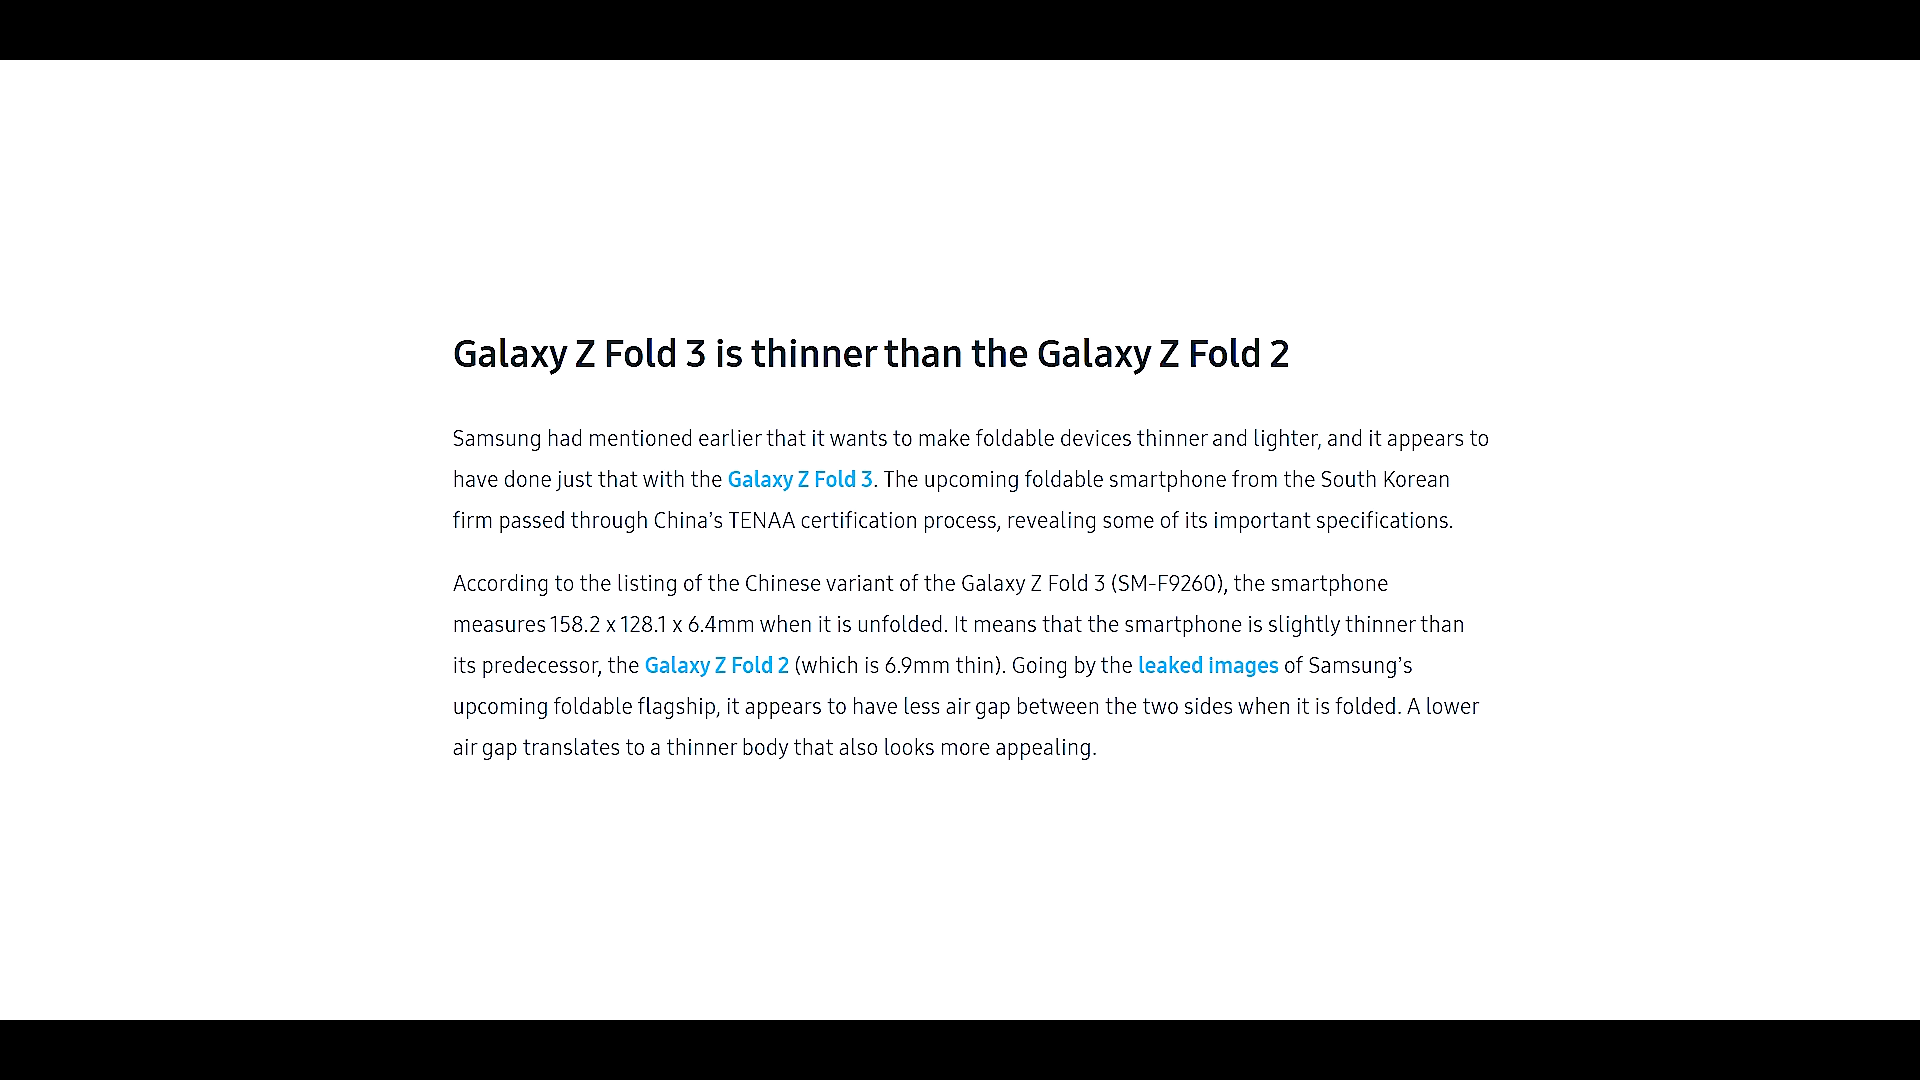 Galaxy Z Fold 3 is thinner than the Galaxy Z Fold 2
Samsung had mentioned earlier that it wants to make foldable devices thinner and lighter, and it appears to
have done just that with the Galaxy Z Fold 3. The upcoming foldable smartphone from the South Korean
firm passed through China’s TENAA certification process, revealing some of its important specifications.
According to the listing of the Chinese variant of the Galaxy Z Fold 3 (SM-F9260), the smartphone
measures 158.2 x 128.1 x 6.4mm when it is unfolded. It means that the smartphone is slightly thinner than
its predecessor, the Galaxy Z Fold 2 (which is 6.9mm thin). Going by the leaked images of Samsung’s
upcoming foldable flagship, it appears to have less air gap between the two sides when it is folded. A lower
air gap translates to a thinner body that also looks more appealing.